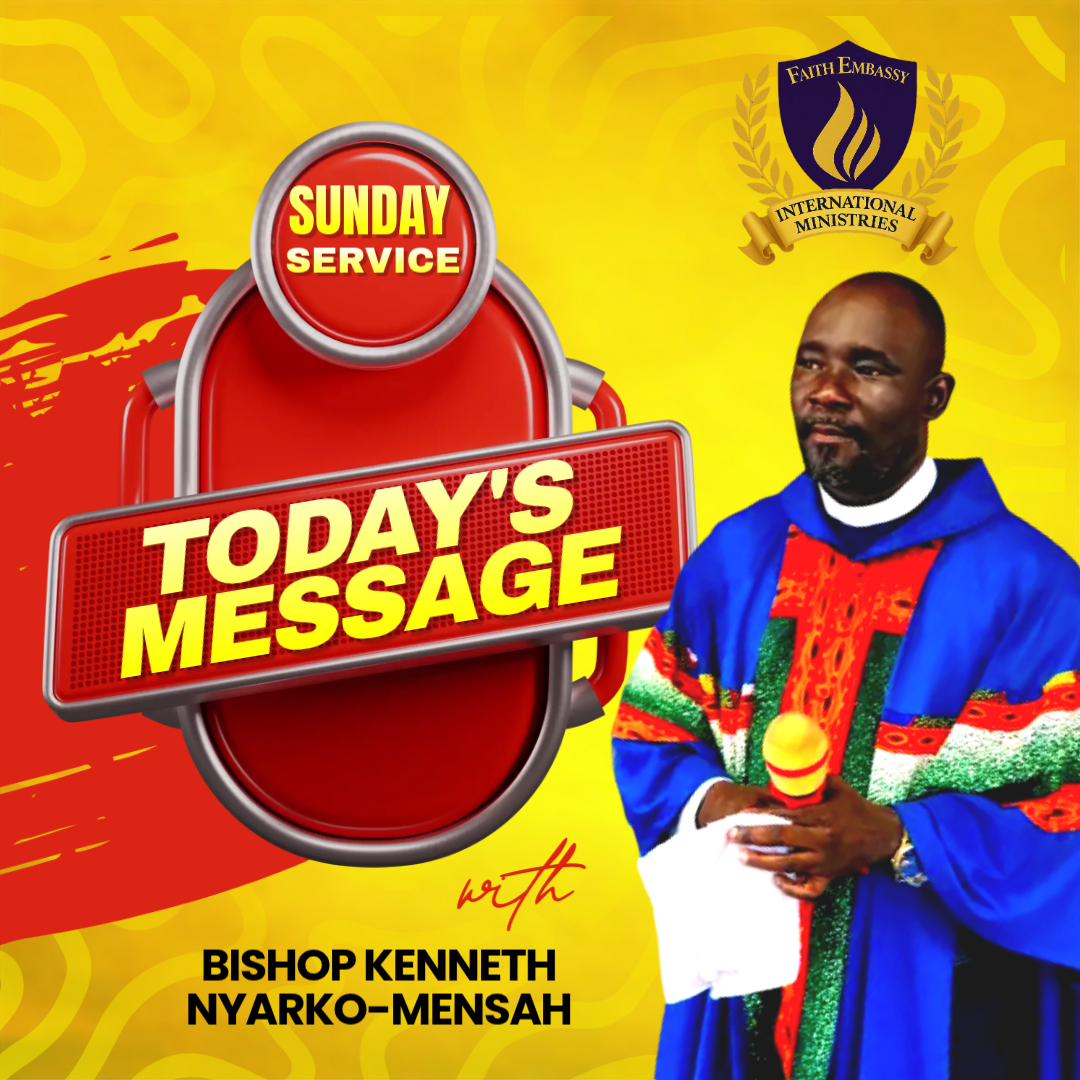 FAITH EMBASSY
INTERNATIONAL
MINISTRIES
SUNDAY
SERVICE
TODAY'S
MESSAGE
with
BISHOP KENNETH
NYARKO-MENSAH